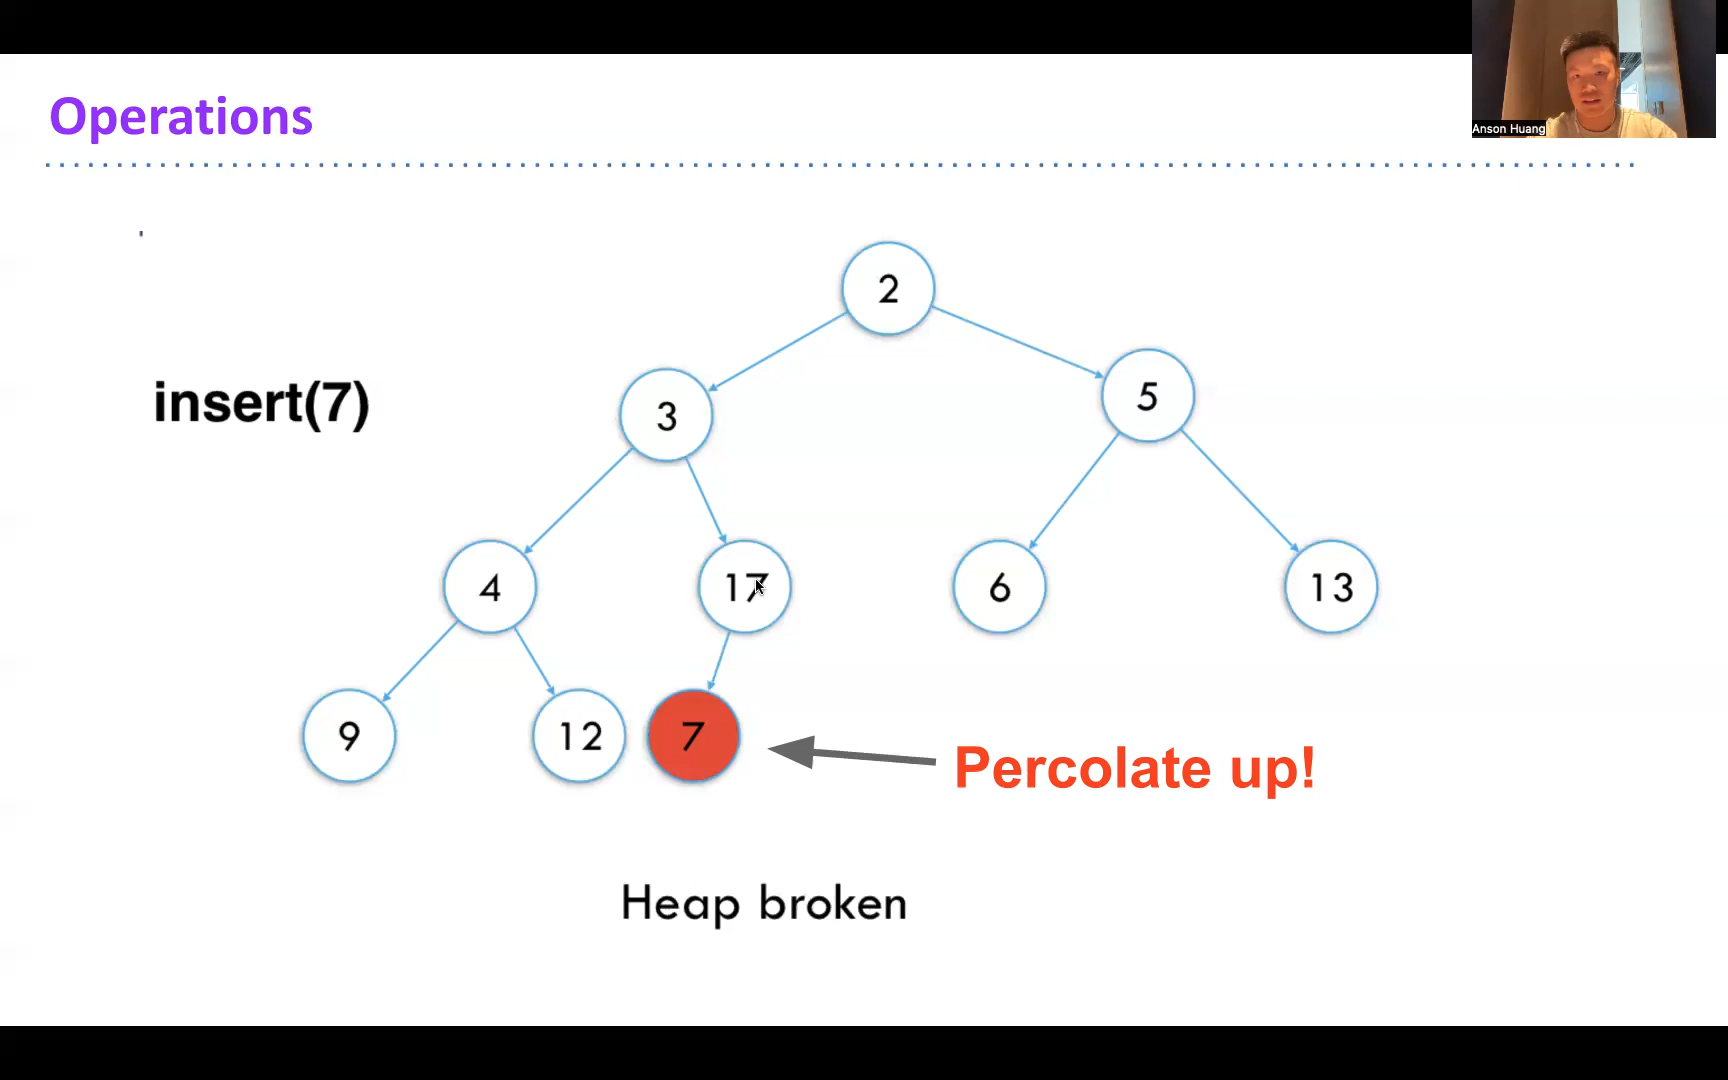 Anson Huang
Operations
2
insert(7)
3
5
4
17
6
13
9
12
7
Percolate up!
Heap broken